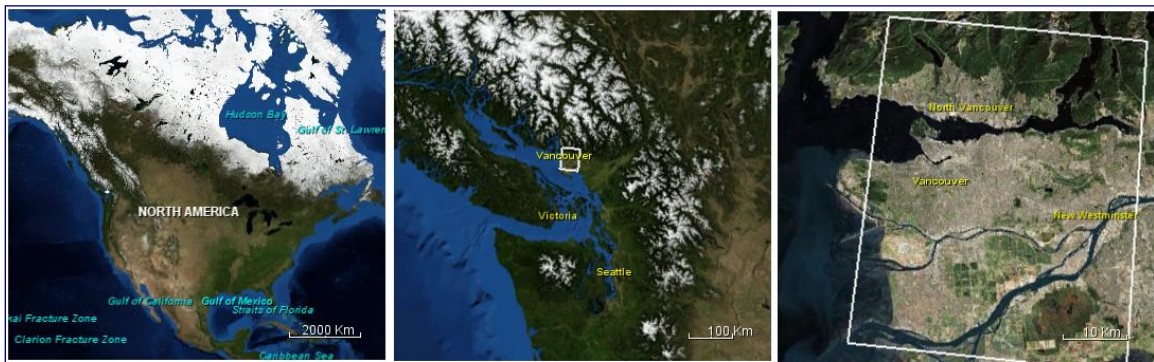 Hudson Bay
Gulf of St. Lawren
NORTH AMERICA
Gulf of California
Gulf of Mexico
Straits of Florida
kai Fracture Zone
Clarion Fracture Zone
2000 Km
Caribbean Sea
Vancouver
Victoria
Seattle
100 Km
North Vancouver
Vancouver
New Westminster
10 Km